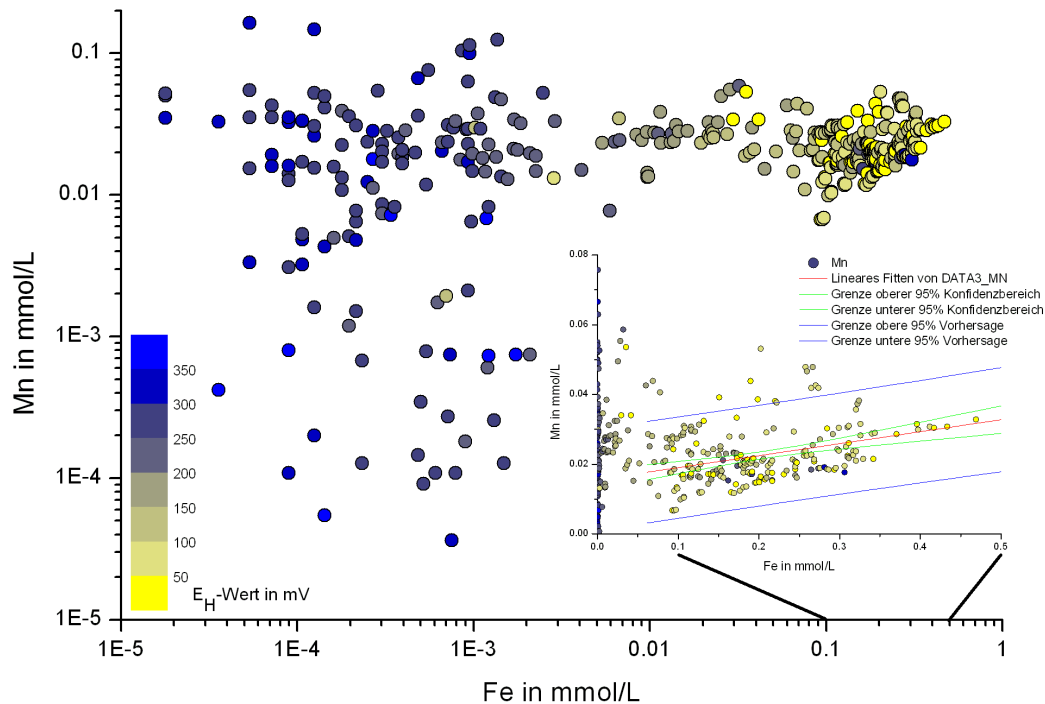 Mn in mmol/L
0.1
0.01
1E-3
1E-4
1E-5
350
300
250
200
150
100
50
E_H-Wert in mV
1E-5
1E-4
1E-3
0.01
0.1
1
Fe in mmol/L
Mn
Lineares Fitten von DATA3_MN
Grenze oberer 95% Konfidenzbereich
Grenze unterer 95% Konfidenzbereich
Grenze obere 95% Vorhersage
Grenze untere 95% Vorhersage
Mn in mmol/L
0.08
0.06
0.04
0.02
0.00
0.0
0.1
0.2
0.3
0.4
0.5
Fe in mmol/L